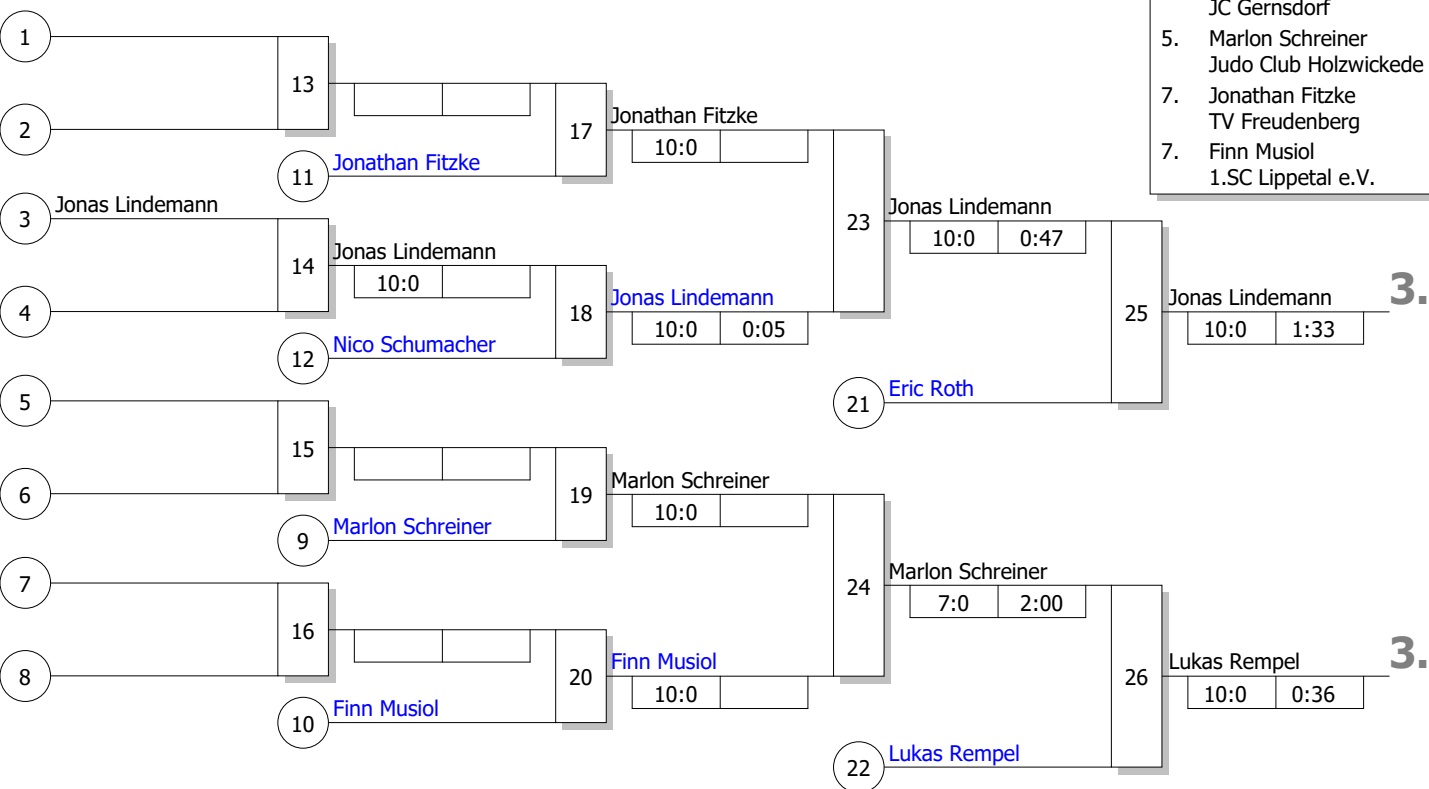 JC Gernsdorf
5. Marlon Schreiner
Judo Club Holzwickede
7. Jonathan Fitzke
TV Freudenberg
7. Finn Musiol
1.SC Lippetal e.V.
1
13
2
17
Jonathan Fitzke
10:0
11
Jonathan Fitzke
3
Jonas Lindemann
23
Jonas Lindemann
10:0 0:47
14
Jonas Lindemann
10:0
4
18
Jonas Lindemann
10:0 0:05
12
Nico Schumacher
25
Jonas Lindemann
10:0 1:33
3.
5
21
Eric Roth
15
6
19
Marlon Schreiner
10:0
9
Marlon Schreiner
7
24
Marlon Schreiner
7:0 2:00
16
8
20
Finn Musiol
10:0
10
Finn Musiol
26
Lukas Rempel
10:0 0:36
3.
22
Lukas Rempel